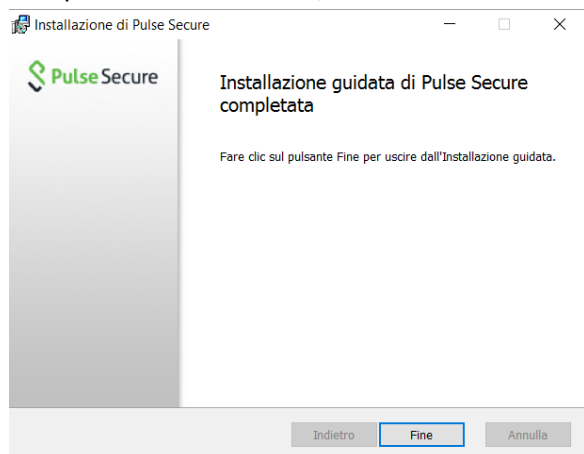 Installazione di Pulse Secure
Pulse Secure
Installazione guidata di Pulse Secure
completata
Fare clic sul pulsante Fine per uscire dall'Installazione guidata.
Indietro
Fine
Annulla